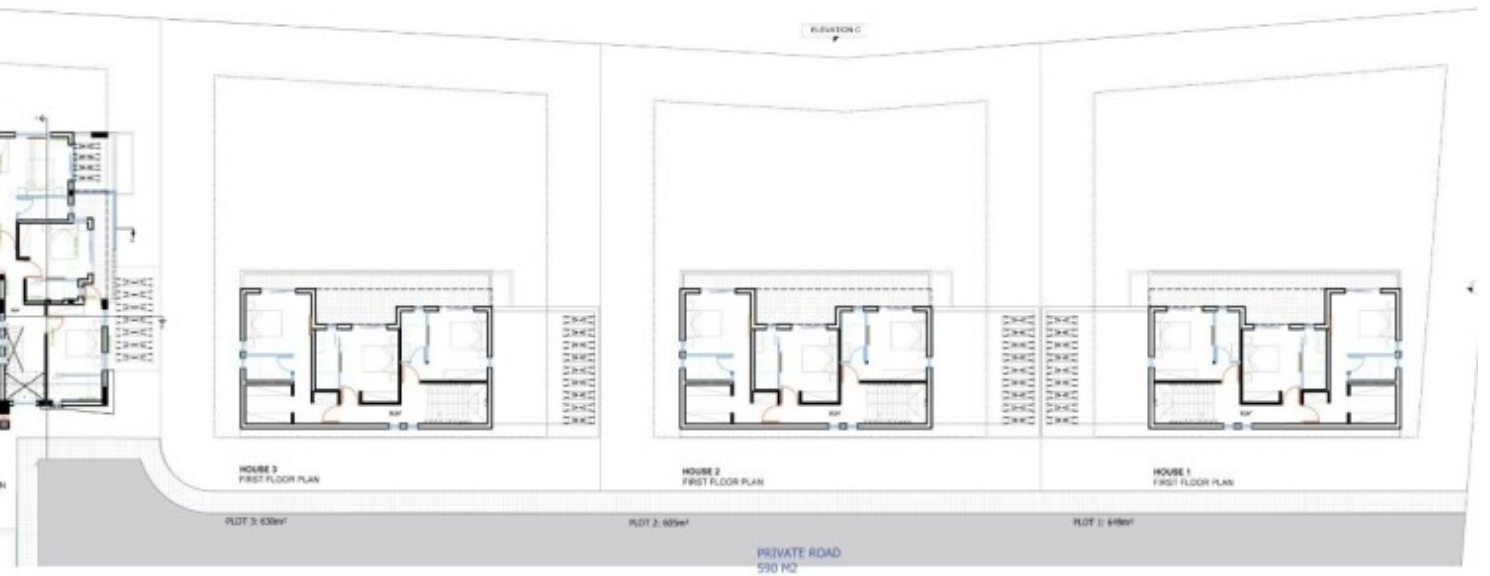 ELEVATION C
HOUSE 3
FIRST FLOOR PLAN
HOUSE 2
FIRST FLOOR PLAN
HOUSE 1
FIRST FLOOR PLAN
PLOT 3: 630m²
PLOT 2: 605m²
PLOT 1: 649m²
PRIVATE ROAD
590 M2